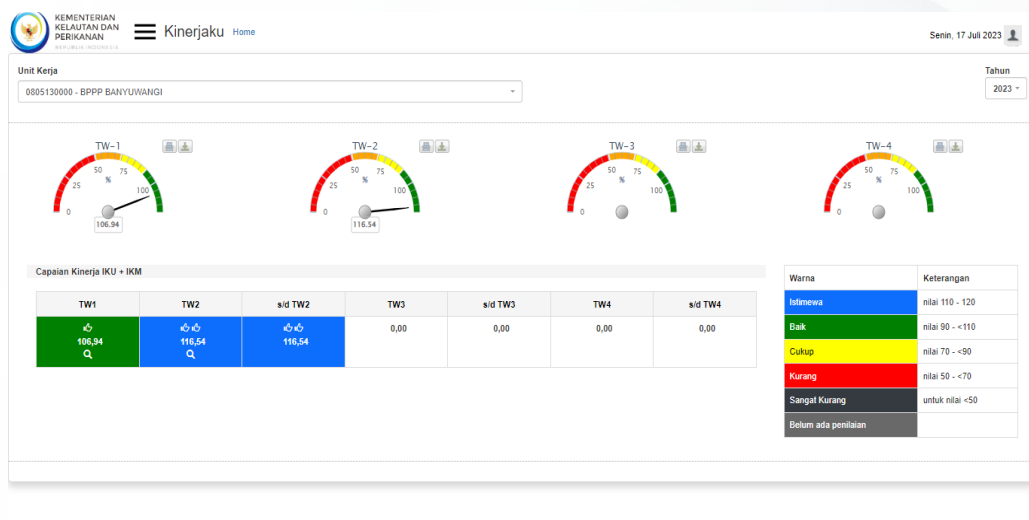 KEMENTERIAN
KELAUTAN DAN
PERIKANAN
REPUBLIK INDONESIA
Kinerjaku Home
Senin, 17 Juli 2023
Unit Kerja
Tahun
0805130000 - BPPP BANYUWANGI
2023
TW-1
0
25
50
75
100
%
106.94
TW-2
0
25
50
75
100
%
116.54
TW-3
0
25
50
75
100
%
TW-4
0
25
50
75
100
%
Capaian Kinerja IKU + IKM
TW1 TW2 s/d TW2 TW3 s/d TW3 TW4 s/d TW4
106,94 116,54 116,54 0,00 0,00 0,00 0,00
Warna Keterangan
Istimewa nilai 110 - 120
Baik nilai 90 - <110
Cukup nilai 70 - <90
Kurang nilai 50 - <70
Sangat Kurang untuk nilai <50
Belum ada penilaian